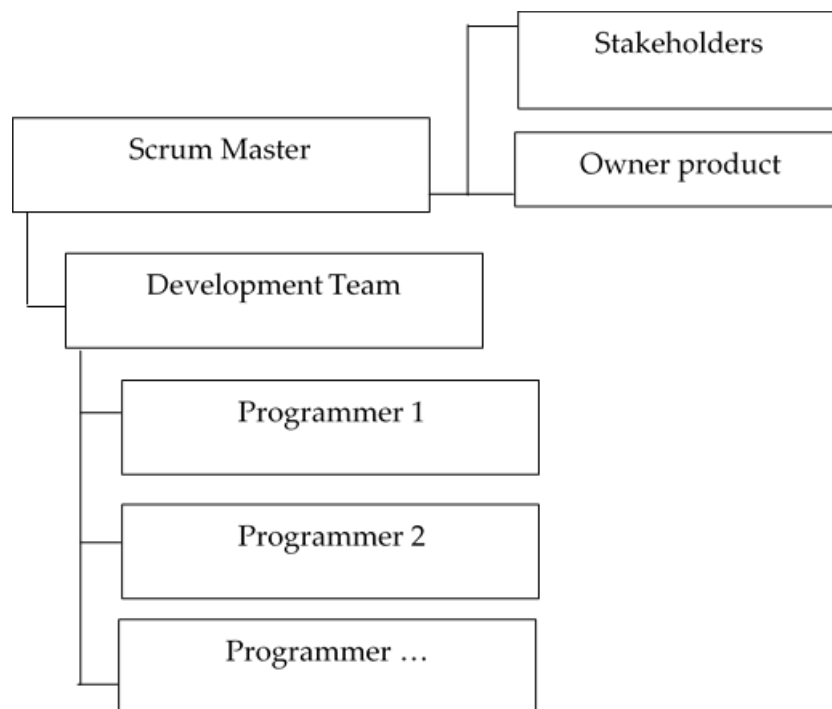 Stakeholders
Scrum Master
Owner product
Development Team
Programmer 1
Programmer 2
Programmer …